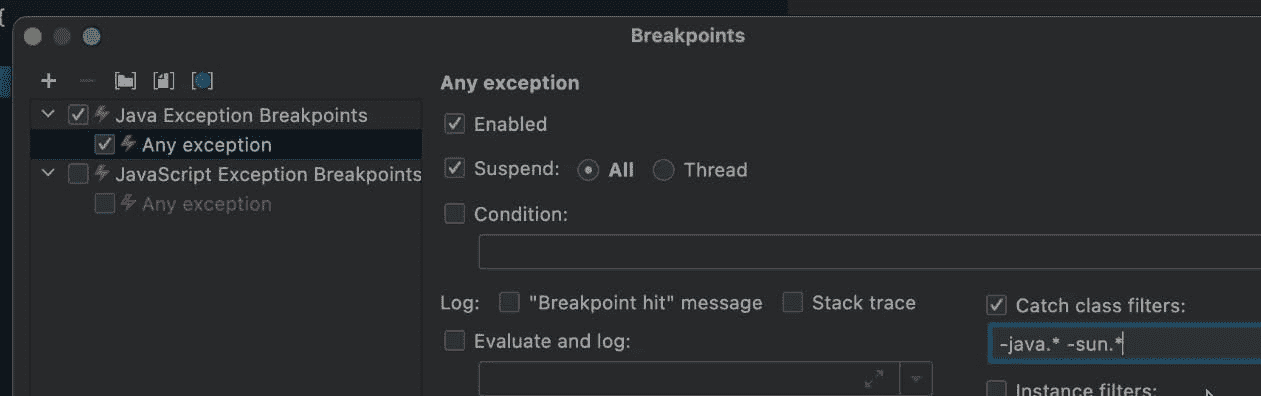 {
Breakpoints
Any exception
Java Exception Breakpoints
Any exception
JavaScript Exception Breakpoints
Any exception
Enabled
Suspend: All Thread
Condition:
Log: "Breakpoint hit" message Stack trace
Catch class filters:
Evaluate and log:
-java.* -sun.*
Instance filters: